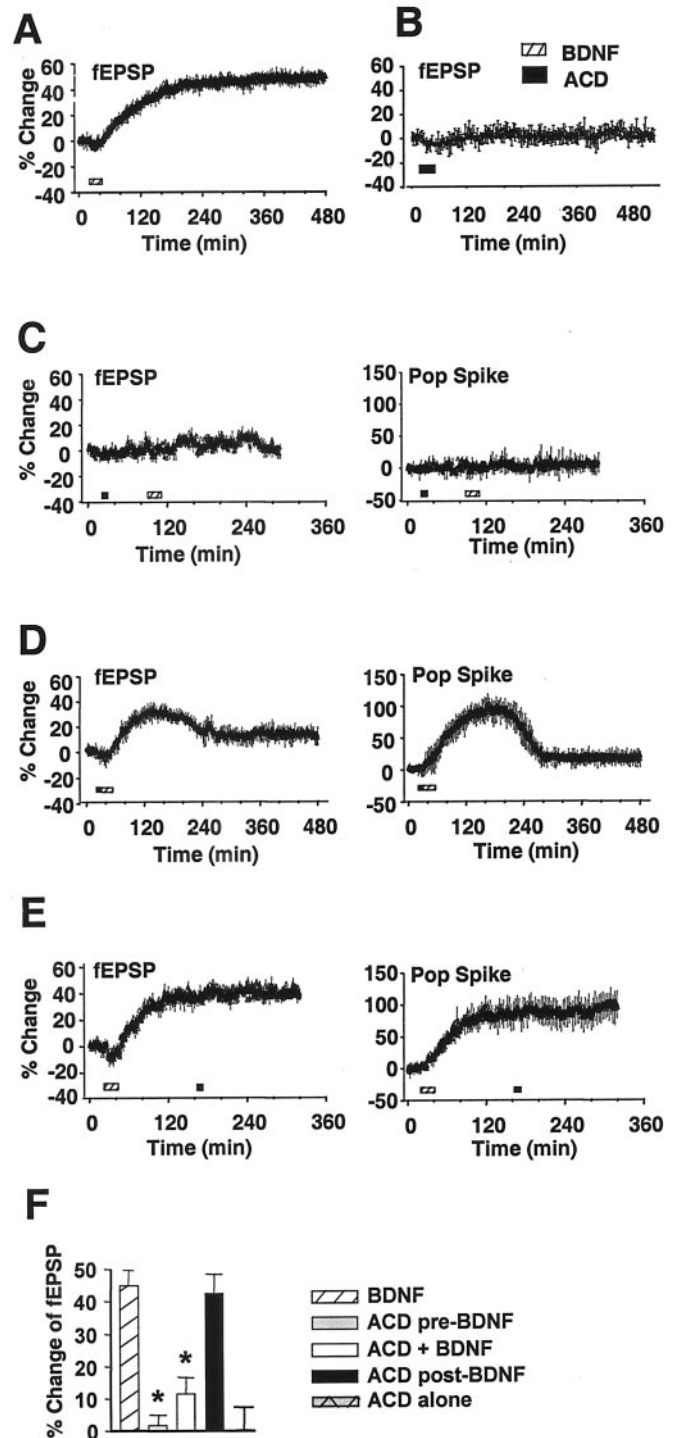 A
fEPSP
60
40
20
0
-20
-40
% Change
0 120 240 360 480
Time (min)
B
BDNF
ACD
fEPSP
60
40
20
0
-20
-40
0 120 240 360 480
Time (min)
C
fEPSP
60
40
20
0
-20
-40
% Change
0 120 240 360
Time (min)
Pop Spike
150
100
50
0
-50
0 120 240 360
Time (min)
D
fEPSP
60
40
20
0
-20
-40
% Change
0 120 240 360 480
Time (min)
Pop Spike
150
100
50
0
-50
0 120 240 360 480
Time (min)
E
fEPSP
60
40
20
0
-20
-40
% Change
0 120 240 360
Time (min)
Pop Spike
150
100
50
0
-50
0 120 240 360
Time (min)
F
% Change of fEPSP
50
40
30
20
10
0
*
*
BDNF
ACD pre-BDNF
ACD + BDNF
ACD post-BDNF
ACD alone